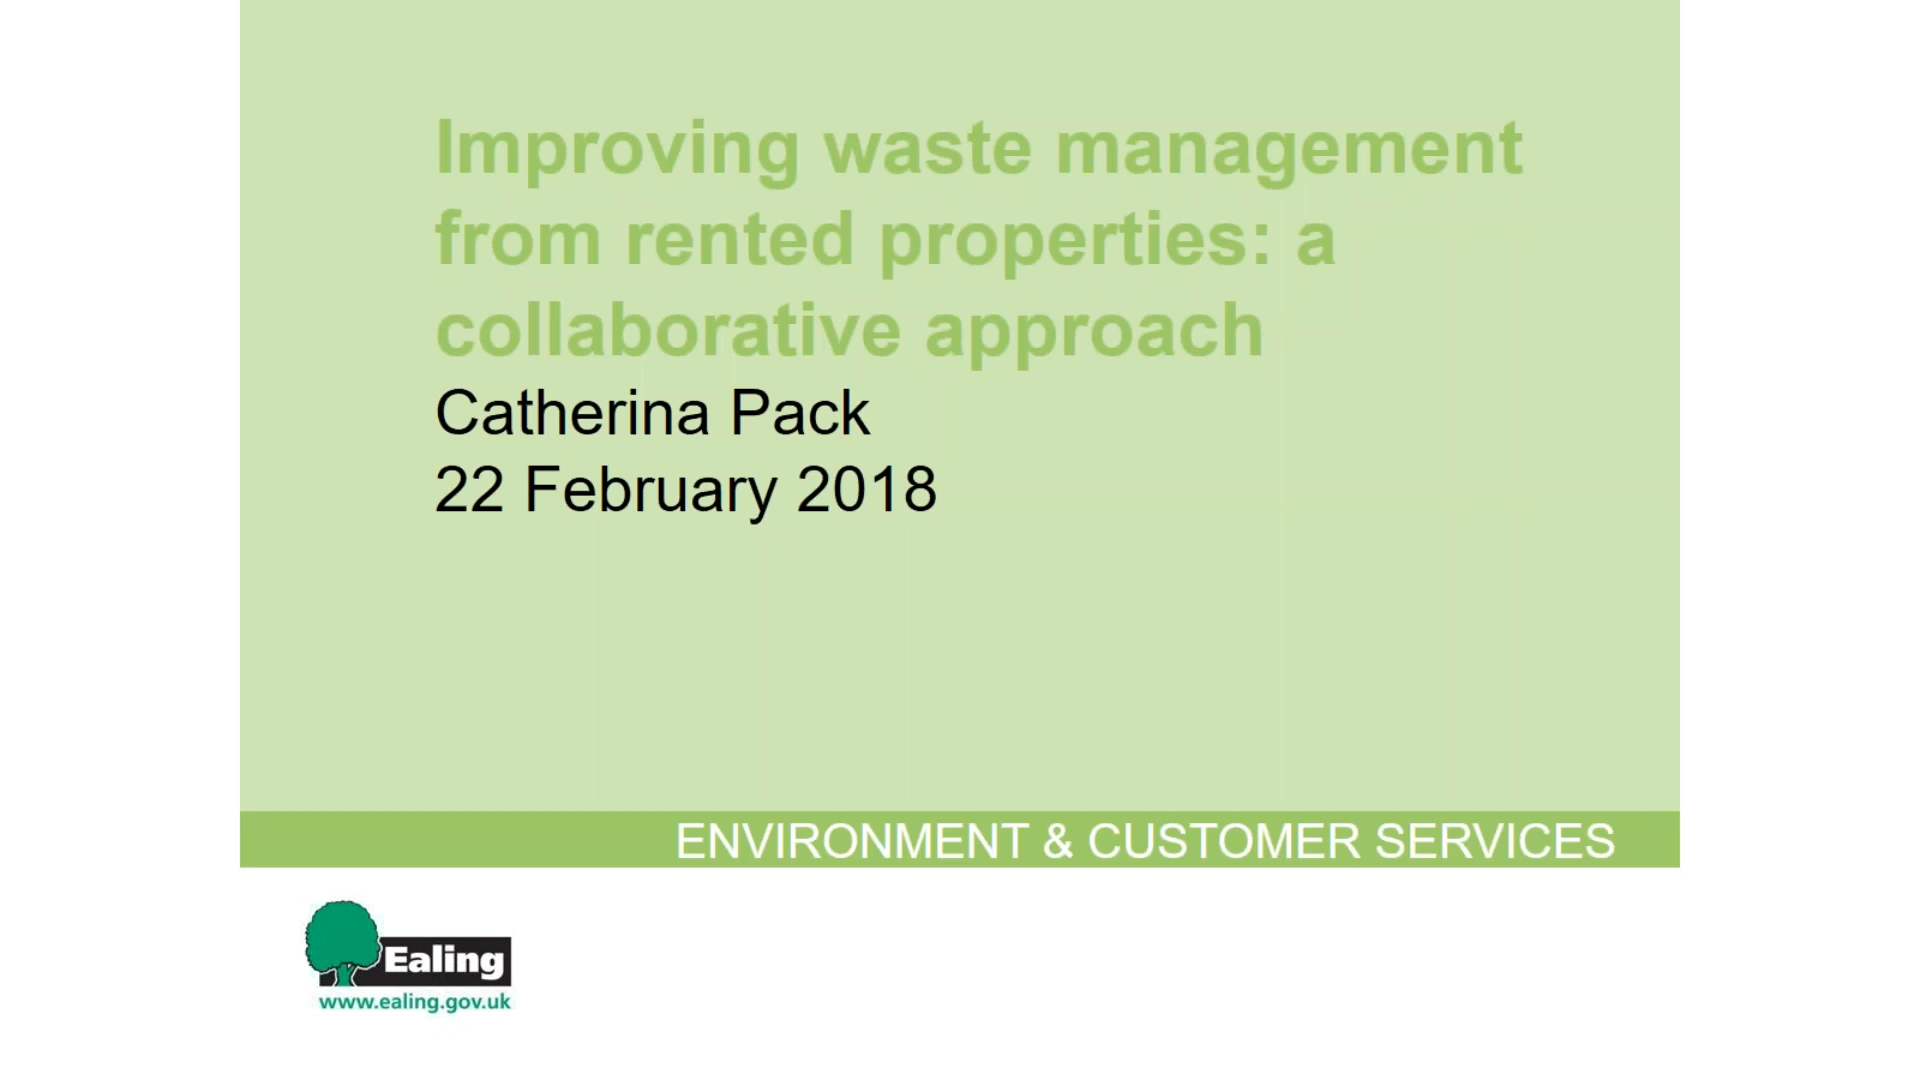 Improving waste management
from rented properties: a
collaborative approach
Catherina Pack
22 February 2018
ENVIRONMENT & CUSTOMER SERVICES
Ealing
www.ealing.gov.uk